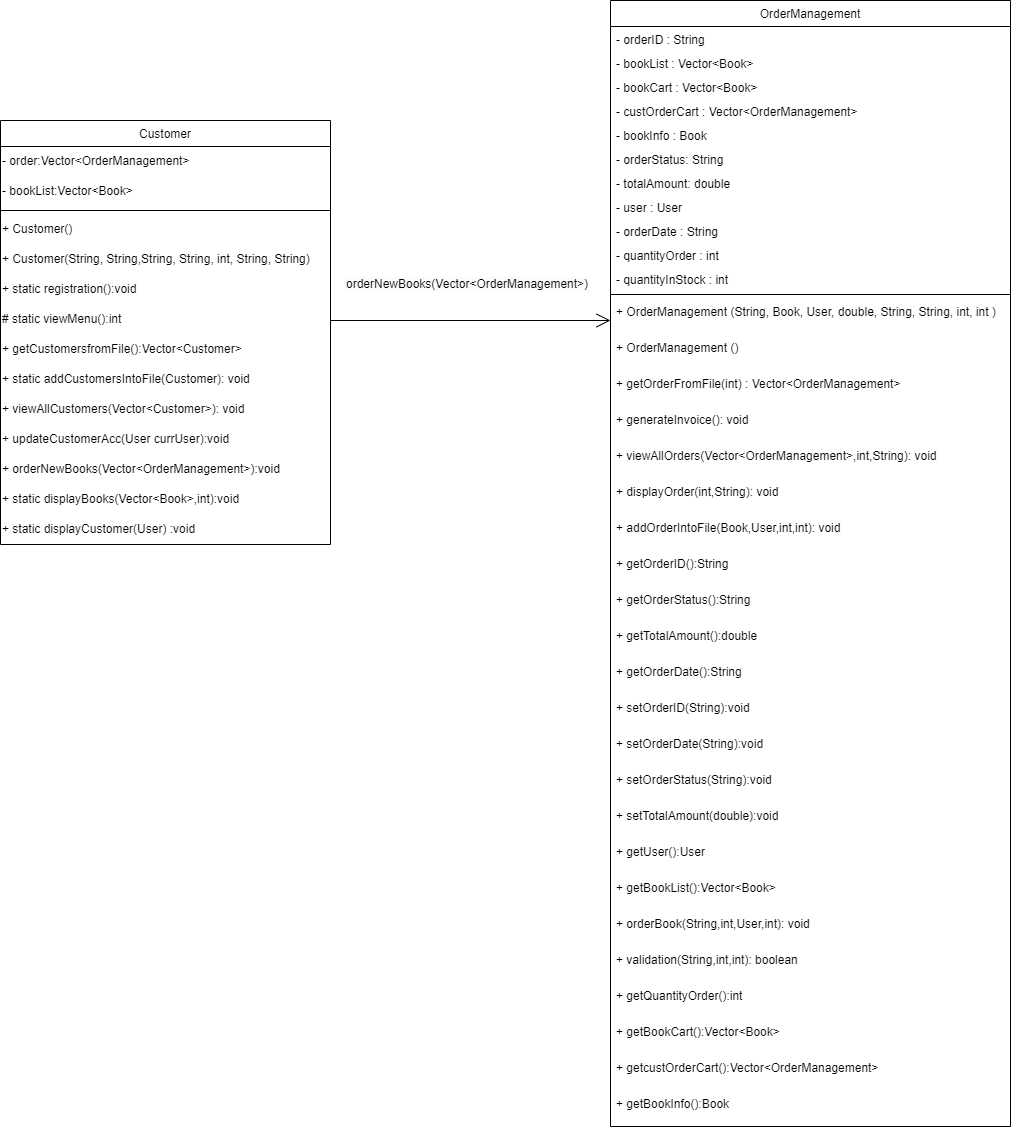 Customer
- order:Vector<OrderManagement>
- bookList:Vector<Book>
+ Customer()
+ Customer(String, String,String, String, int, String, String)
+ static registration():void
# static viewMenu():int
+ getCustomersfromFile():Vector<Customer>
+ static addCustomersIntoFile(Customer): void
+ viewAllCustomers(Vector<Customer>): void
+ updateCustomerAcc(User currUser):void
+ orderNewBooks(Vector<OrderManagement>):void
+ static displayBooks(Vector<Book>,int):void
+ static displayCustomer(User) :void
orderNewBooks(Vector<OrderManagement>)
OrderManagement
- orderID : String
- bookList : Vector<Book>
- bookCart : Vector<Book>
- custOrderCart : Vector<OrderManagement>
- bookInfo : Book
- orderStatus: String
- totalAmount: double
- user : User
- orderDate : String
- quantityOrder : int
- quantityInStock : int
+ OrderManagement (String, Book, User, double, String, String, int, int )
+ OrderManagement ()
+ getOrderFromFile(int) : Vector<OrderManagement>
+ generateInvoice(): void
+ viewAllOrders(Vector<OrderManagement>,int,String): void
+ displayOrder(int,String): void
+ addOrderIntoFile(Book,User,int,int): void
+ getOrderID():String
+ getOrderStatus():String
+ getTotalAmount():double
+ getOrderDate():String
+ setOrderID(String):void
+ setOrderDate(String):void
+ setOrderStatus(String):void
+ setTotalAmount(double):void
+ getUser():User
+ getBookList():Vector<Book>
+ orderBook(String,int,User,int): void
+ validation(String,int,int): boolean
+ getQuantityOrder():int
+ getBookCart():Vector<Book>
+ getcustOrderCart():Vector<OrderManagement>
+ getBookInfo():Book